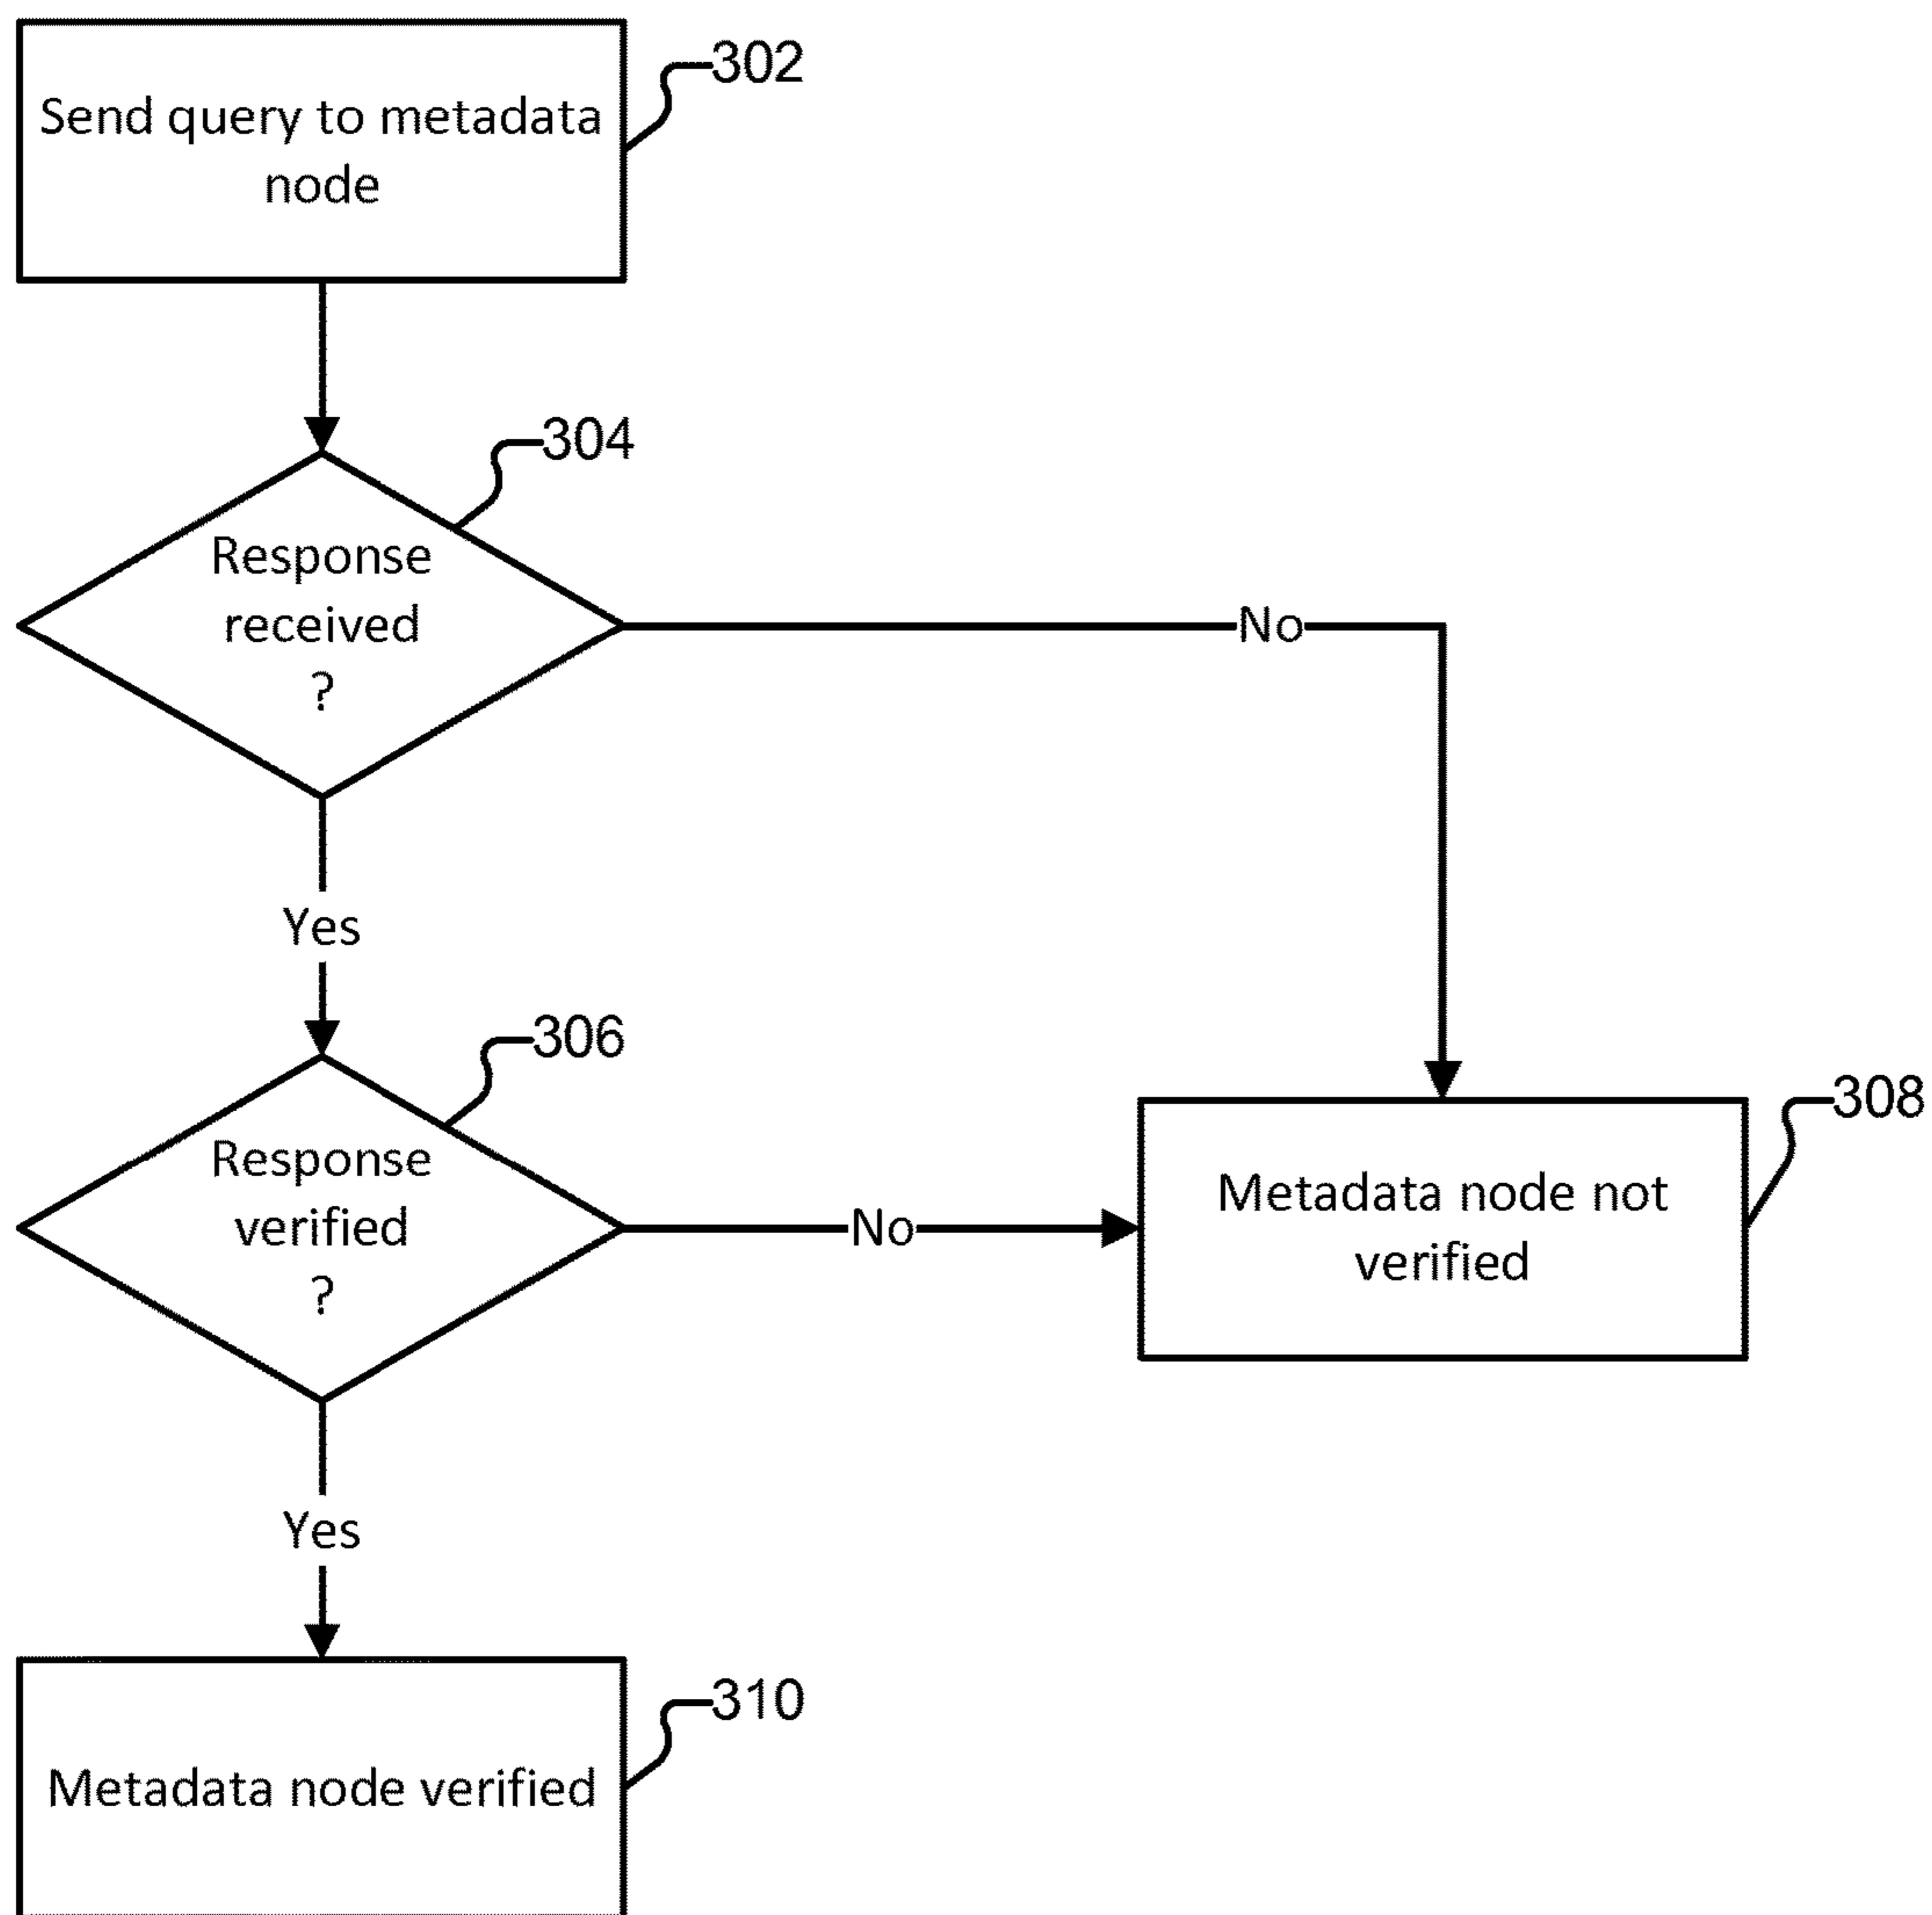 302
Send query to metadata
node
304
Response
received
?
No
Yes
306
Response
verified
?
No
308
Metadata node not
verified
Yes
310
Metadata node verified